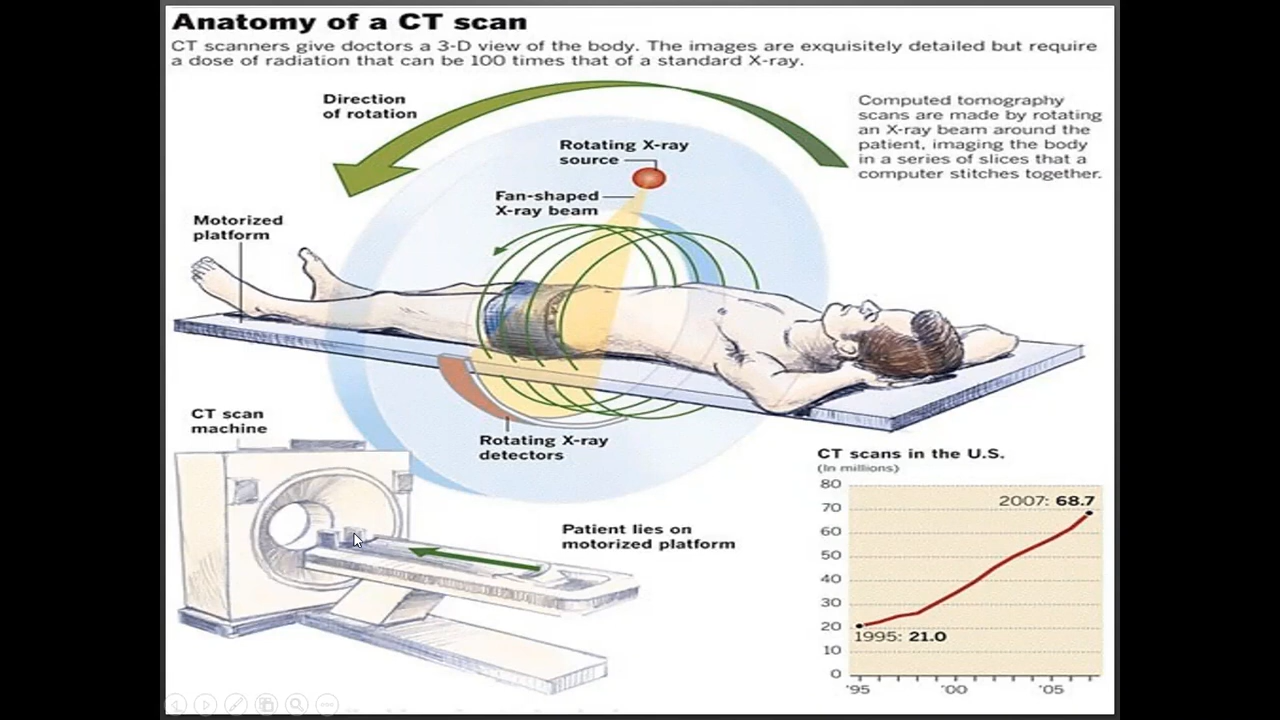 Anatomy of a CT scan
CT scanners give doctors a 3-D view of the body. The images are exquisitely detailed but require
a dose of radiation that can be 100 times that of a standard X-ray.
Direction
of rotation
Computed tomography
scans are made by rotating
an X-ray beam around the
patient, imaging the body
in a series of slices that a
computer stitches together.
Rotating X-ray
source
Fan-shaped
X-ray beam
Motorized
platform
CT scan
machine
Rotating X-ray
detectors
Patient lies on
motorized platform
CT scans in the U.S.
(In millions)
80
70
60
50
40
30
20
10
0
2007: 68.7
1995: 21.0
'95
'00
'05